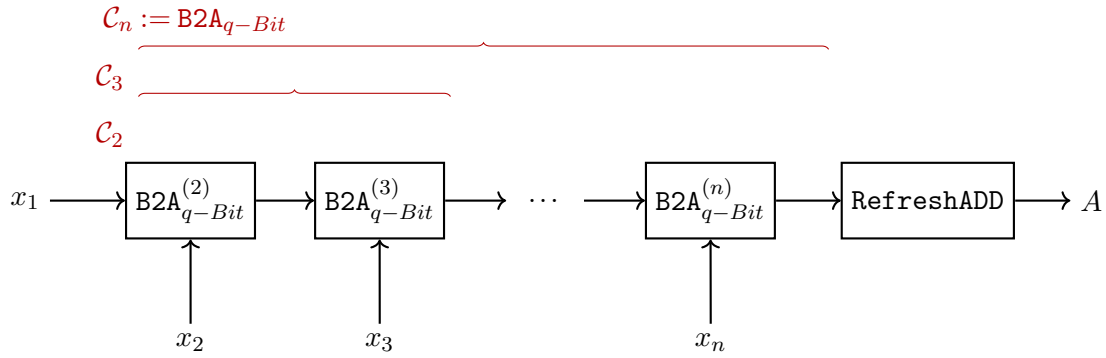 𝒞ₙ := B2A_{q−Bit}
𝒞₃
𝒞₂
x₁ B2A^{(2)}_{q−Bit} B2A^{(3)}_{q−Bit} ⋯ B2A^{(n)}_{q−Bit} RefreshADD A
x₂ x₃ xₙ